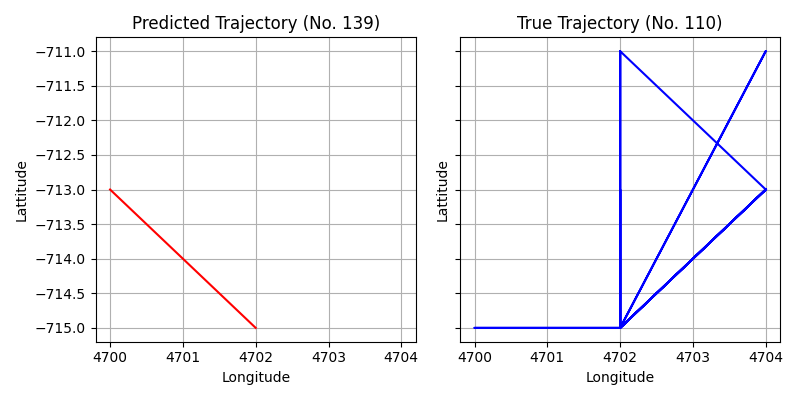 Predicted Trajectory (No. 139)
−711.0
−711.5
−712.0
−712.5
−713.0
−713.5
−714.0
−714.5
−715.0
Lattitude
4700 4701 4702 4703 4704
Longitude
True Trajectory (No. 110)
Lattitude
4700 4701 4702 4703 4704
Longitude